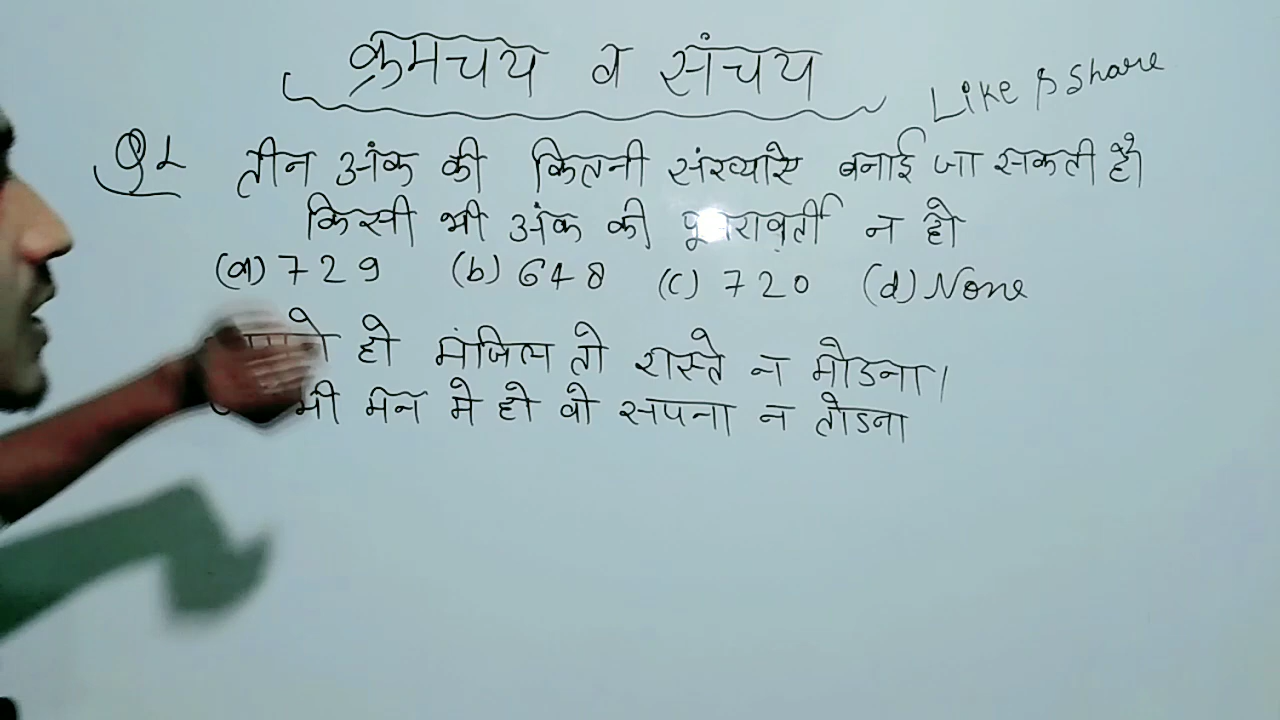 क्रमचय व संचय
Like & Share
Q1 तीन अंक की कितनी संख्याऐ बनाई जा सकती है
किसी भी अंक की पुनरावर्ती न हो
(a) 729 (b) 648 (c) 720 (d) None
हो मंजिल तो रास्ते न मोडना।
भी मन मे हो वो सपना न तोडना